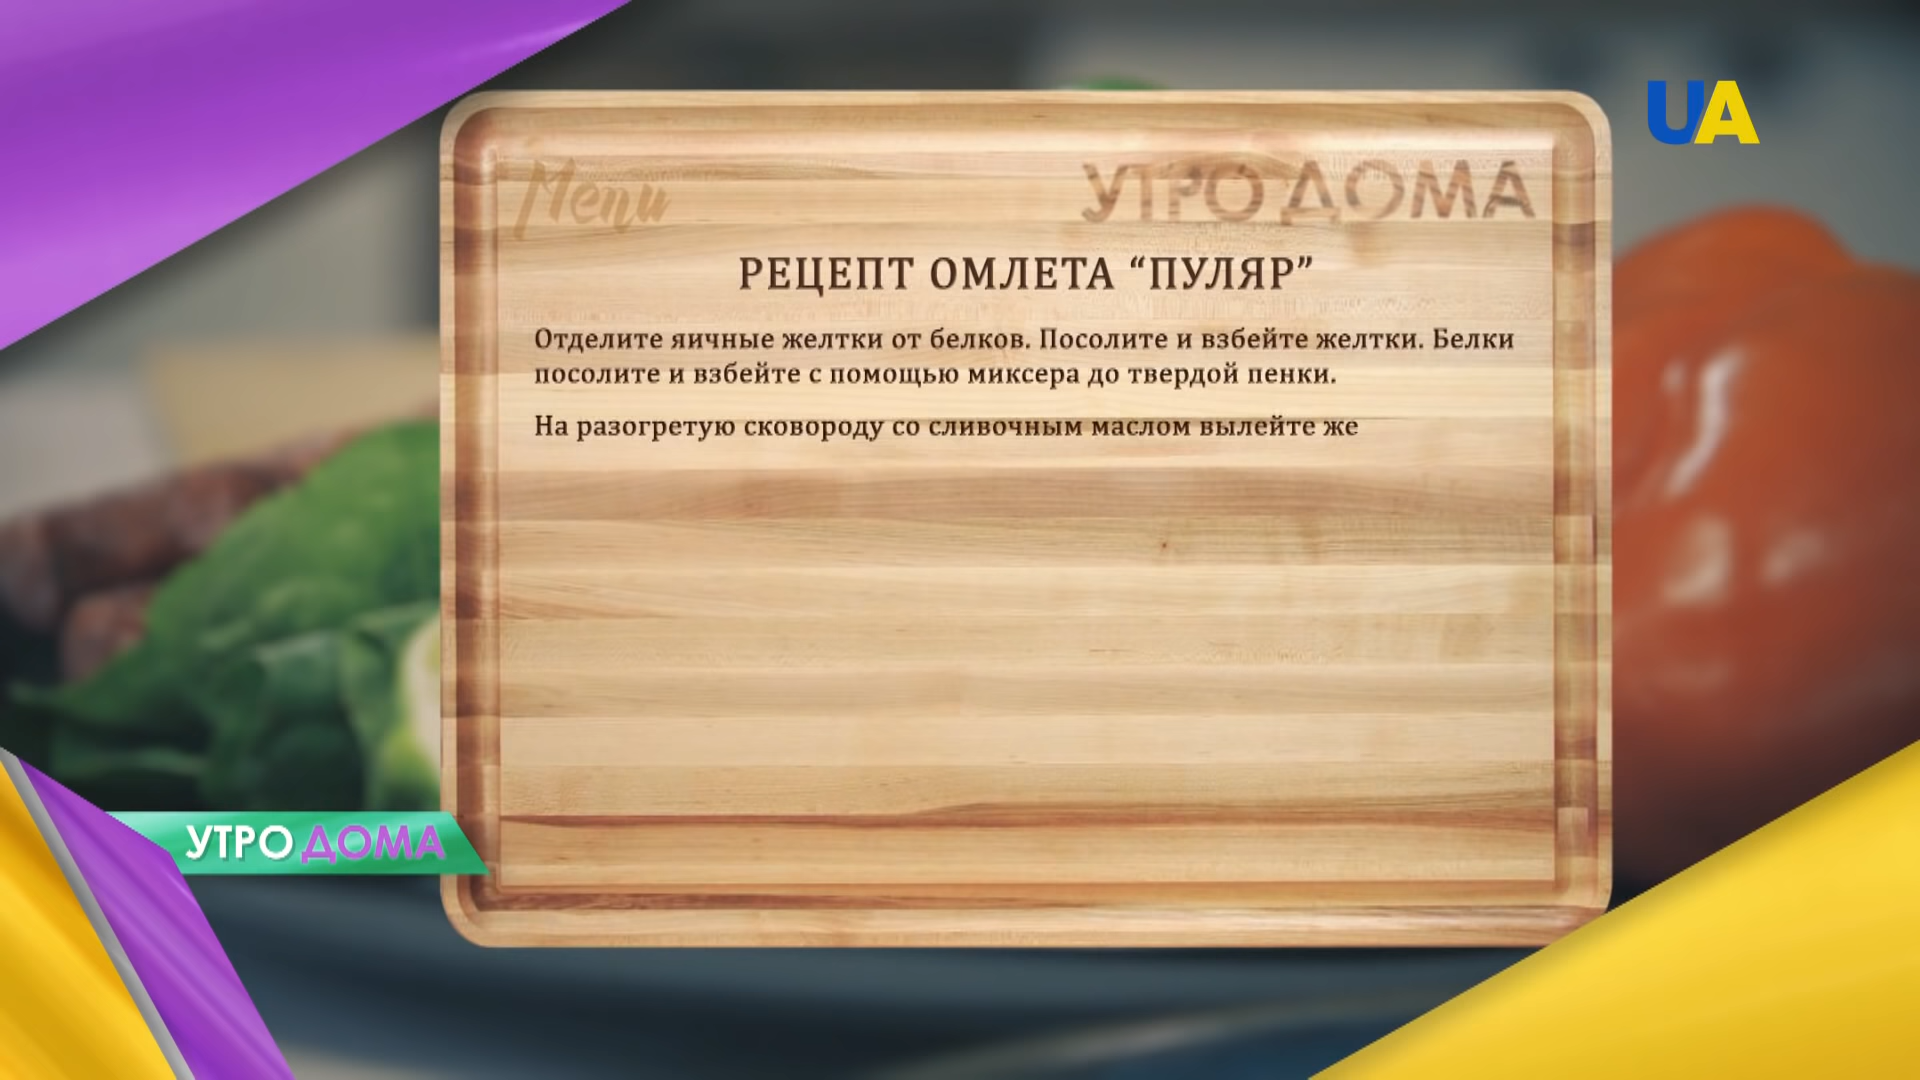 UA
Menu
УТРО ДОМА
РЕЦЕПТ ОМЛЕТА “ПУЛЯР”
Отделите яичные желтки от белков. Посолите и взбейте желтки. Белки
посолите и взбейте с помощью миксера до твердой пенки.
На разогретую сковороду со сливочным маслом вылейте же
УТРО ДОМА